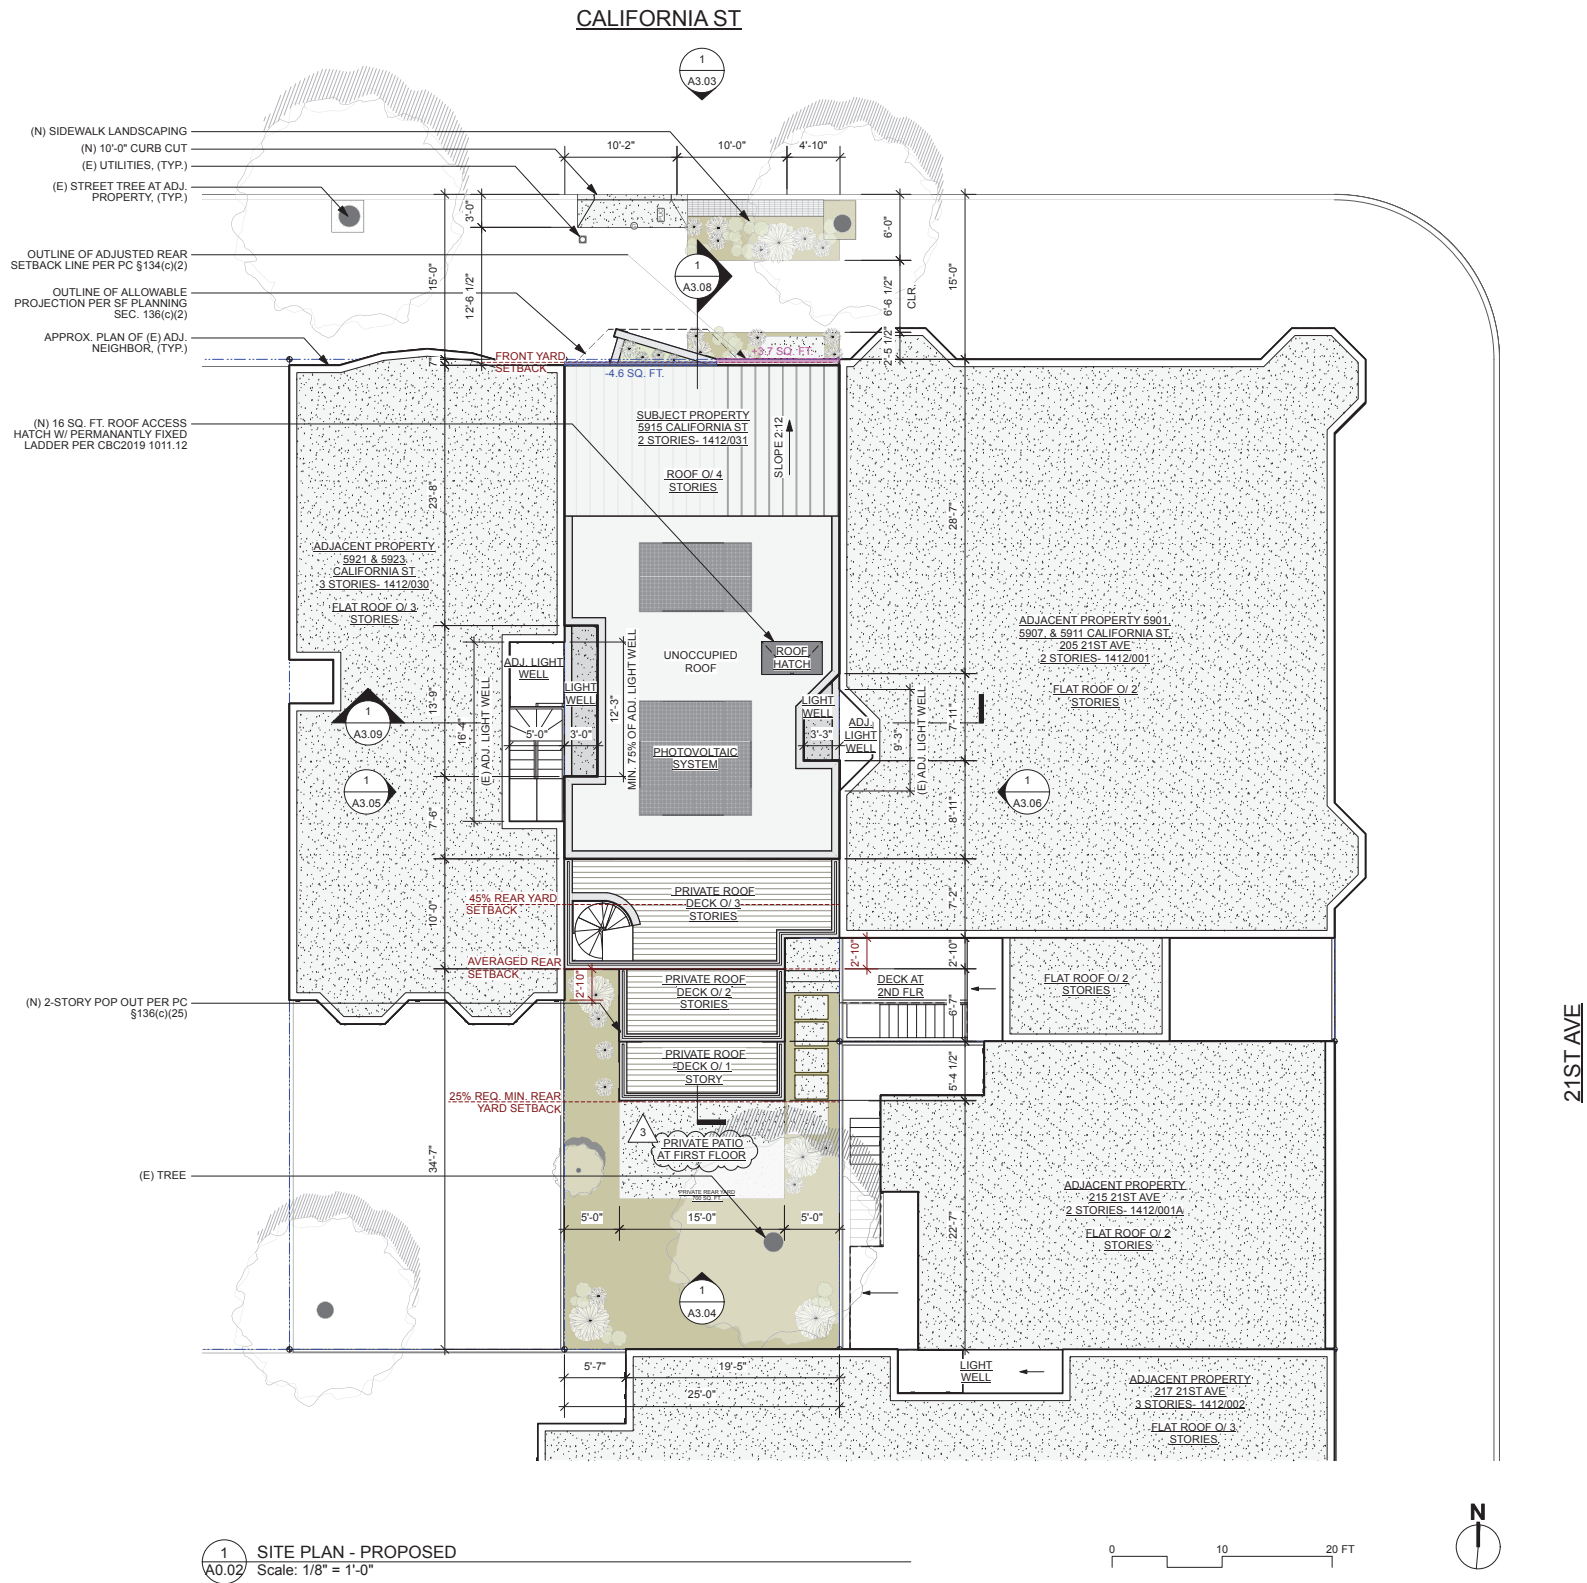 CALIFORNIA ST
1
A3.03
(N) SIDEWALK LANDSCAPING
(N) 10'-0" CURB CUT
(E) UTILITIES, (TYP.)
(E) STREET TREE AT ADJ.
PROPERTY, (TYP.)
OUTLINE OF ADJUSTED REAR
SETBACK LINE PER PC §134(c)(2)
OUTLINE OF ALLOWABLE
PROJECTION PER SF PLANNING
SEC. 136(c)(2)
APPROX. PLAN OF (E) ADJ.
NEIGHBOR, (TYP.)
(N) 16 SQ. FT. ROOF ACCESS
HATCH W/ PERMANANTLY FIXED
LADDER PER CBC2019 1011.12
(N) 2-STORY POP OUT PER PC
§136(c)(25)
(E) TREE
10'-2"
10'-0"
4'-10"
3'-0"
15'-0"
12'-6 1/2"
6'-0"
6'-6 1/2"
CLR.
15'-0"
2'-5 1/2"
1
A3.08
FRONT YARD
SETBACK
+3.7 SQ. FT.
-4.6 SQ. FT.
7"
SUBJECT PROPERTY
5915 CALIFORNIA ST
2 STORIES- 1412/031
ROOF O/ 4
STORIES
SLOPE 2:12
23'-8"
28'-7"
ADJACENT PROPERTY
5921 & 5923
CALIFORNIA ST
3 STORIES- 1412/030
FLAT ROOF O/ 3
STORIES
ADJACENT PROPERTY 5901,
5907, & 5911 CALIFORNIA ST,
205 21ST AVE
2 STORIES- 1412/001
FLAT ROOF O/ 2
STORIES
UNOCCUPIED
ROOF
ROOF
HATCH
ADJ. LIGHT
WELL
LIGHT
WELL
LIGHT
WELL
ADJ.
LIGHT
WELL
5'-0"
3'-0"
3'-3"
12'-3"
MIN. 75% OF ADJ. LIGHT WELL
16'-4"
(E) ADJ. LIGHT WELL
13'-9"
9'-3"
(E) ADJ. LIGHT WELL
7'-11"
PHOTOVOLTAIC
SYSTEM
1
A3.09
1
A3.05
1
A3.06
7'-6"
8'-11"
45% REAR YARD
SETBACK
PRIVATE ROOF
DECK O/ 3
STORIES
10'-0"
7'-2"
AVERAGED REAR
SETBACK
2'-10"
2'-10"
2'-10"
PRIVATE ROOF
DECK O/ 2
STORIES
DECK AT
2ND FLR
FLAT ROOF O/ 2
STORIES
6'-7"
PRIVATE ROOF
DECK O/ 1
STORY
5'-4 1/2"
25% REQ. MIN. REAR
YARD SETBACK
3
PRIVATE PATIO
AT FIRST FLOOR
34'-7"
22'-7"
PRIVATE REAR YARD
700 SQ. FT.
5'-0"
15'-0"
5'-0"
ADJACENT PROPERTY
215 21ST AVE
2 STORIES- 1412/001A
FLAT ROOF O/ 2
STORIES
1
A3.04
5'-7"
19'-5"
25'-0"
LIGHT
WELL
ADJACENT PROPERTY
217 21ST AVE
3 STORIES- 1412/002
FLAT ROOF O/ 3
STORIES
21ST AVE
1
A0.02
SITE PLAN - PROPOSED
Scale: 1/8" = 1'-0"
0
10
20 FT
N